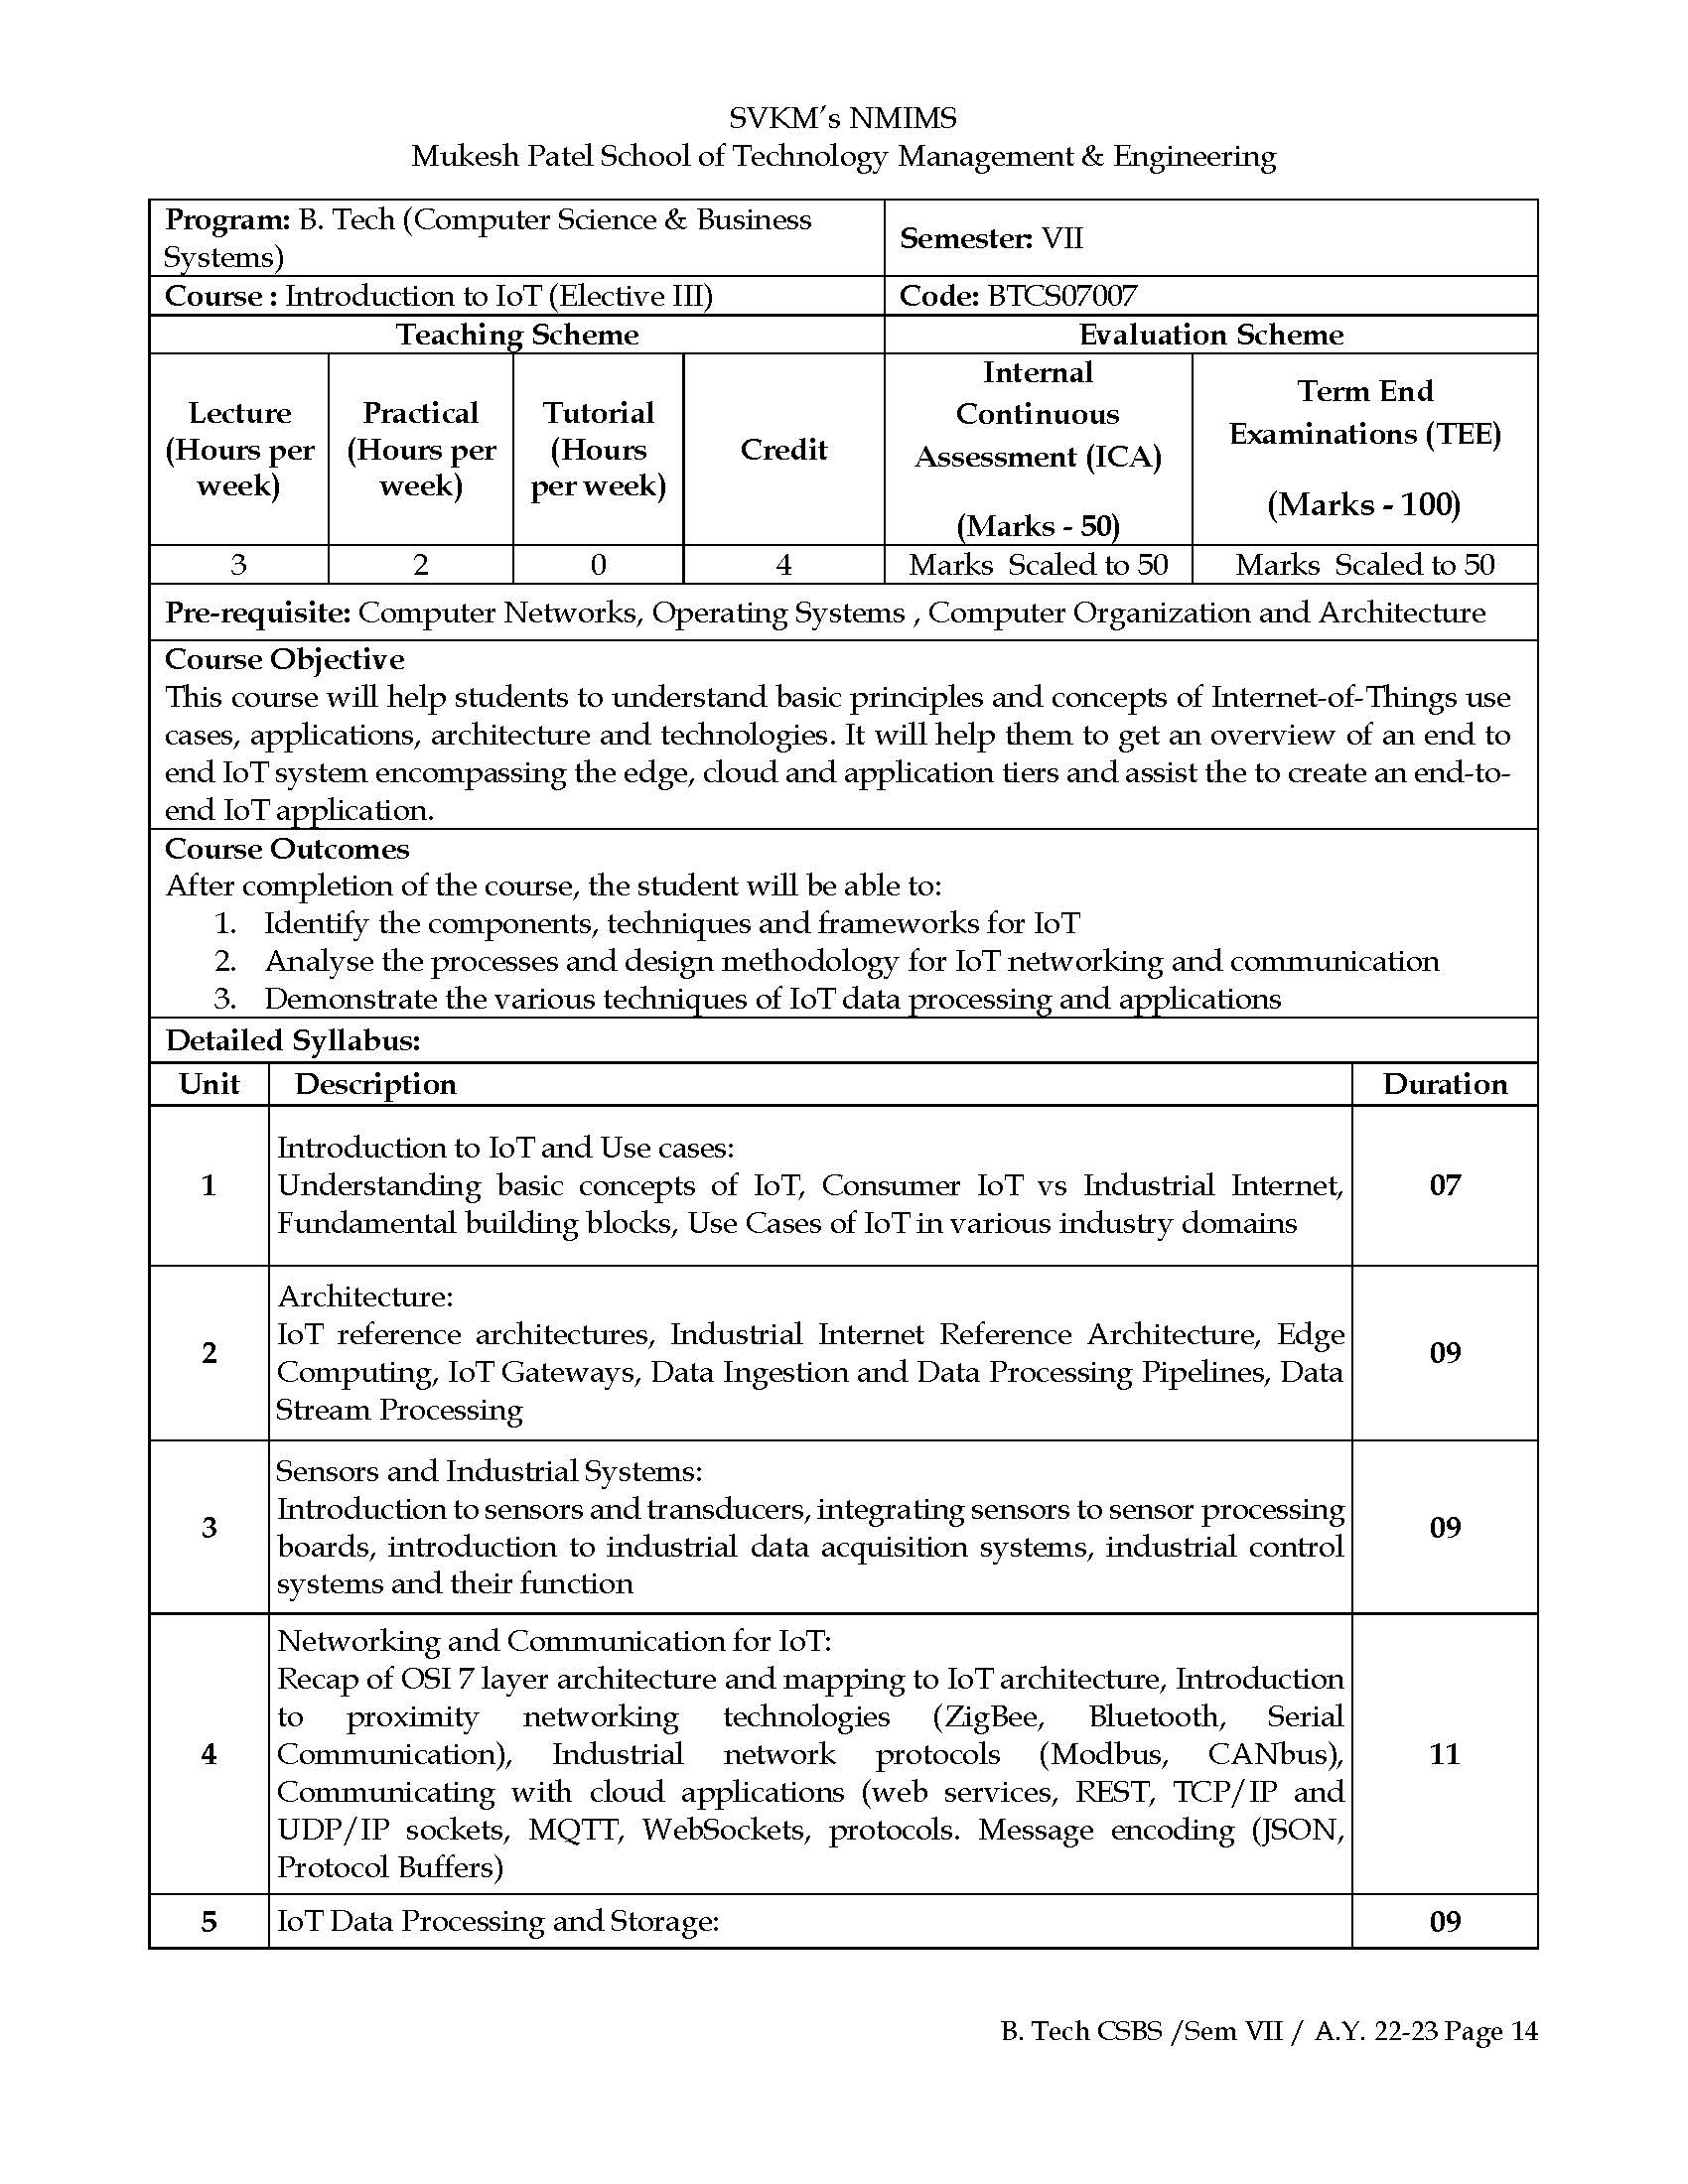 SVKM's NMIMS
Mukesh Patel School of Technology Management & Engineering
Program: B. Tech (Computer Science & Business
Systems)
Semester: VII
Course : Introduction to IoT (Elective III)
Code: BTCS07007
Teaching Scheme
Evaluation Scheme
Lecture
(Hours per
week)
Practical
(Hours per
week)
Tutorial
(Hours
per week)
Credit
Internal
Continuous
Assessment (ICA)
(Marks - 50)
Term End
Examinations (TEE)
(Marks - 100)
3
2
0
4
Marks Scaled to 50
Marks Scaled to 50
Pre-requisite: Computer Networks, Operating Systems , Computer Organization and Architecture
Course Objective
This course will help students to understand basic principles and concepts of Internet-of-Things use
cases, applications, architecture and technologies. It will help them to get an overview of an end to
end IoT system encompassing the edge, cloud and application tiers and assist the to create an end-to-
end IoT application.
Course Outcomes
After completion of the course, the student will be able to:
1. Identify the components, techniques and frameworks for IoT
2. Analyse the processes and design methodology for IoT networking and communication
3. Demonstrate the various techniques of IoT data processing and applications
Detailed Syllabus:
Unit
Description
Duration
1
Introduction to IoT and Use cases:
Understanding basic concepts of IoT, Consumer IoT vs Industrial Internet,
Fundamental building blocks, Use Cases of IoT in various industry domains
07
2
Architecture:
IoT reference architectures, Industrial Internet Reference Architecture, Edge
Computing, IoT Gateways, Data Ingestion and Data Processing Pipelines, Data
Stream Processing
09
3
Sensors and Industrial Systems:
Introduction to sensors and transducers, integrating sensors to sensor processing
boards, introduction to industrial data acquisition systems, industrial control
systems and their function
09
4
Networking and Communication for IoT:
Recap of OSI 7 layer architecture and mapping to IoT architecture, Introduction
to proximity networking technologies (ZigBee, Bluetooth, Serial
Communication), Industrial network protocols (Modbus, CANbus),
Communicating with cloud applications (web services, REST, TCP/IP and
UDP/IP sockets, MQTT, WebSockets, protocols. Message encoding (JSON,
Protocol Buffers)
11
5
IoT Data Processing and Storage:
09
B. Tech CSBS /Sem VII / A.Y. 22-23 Page 14